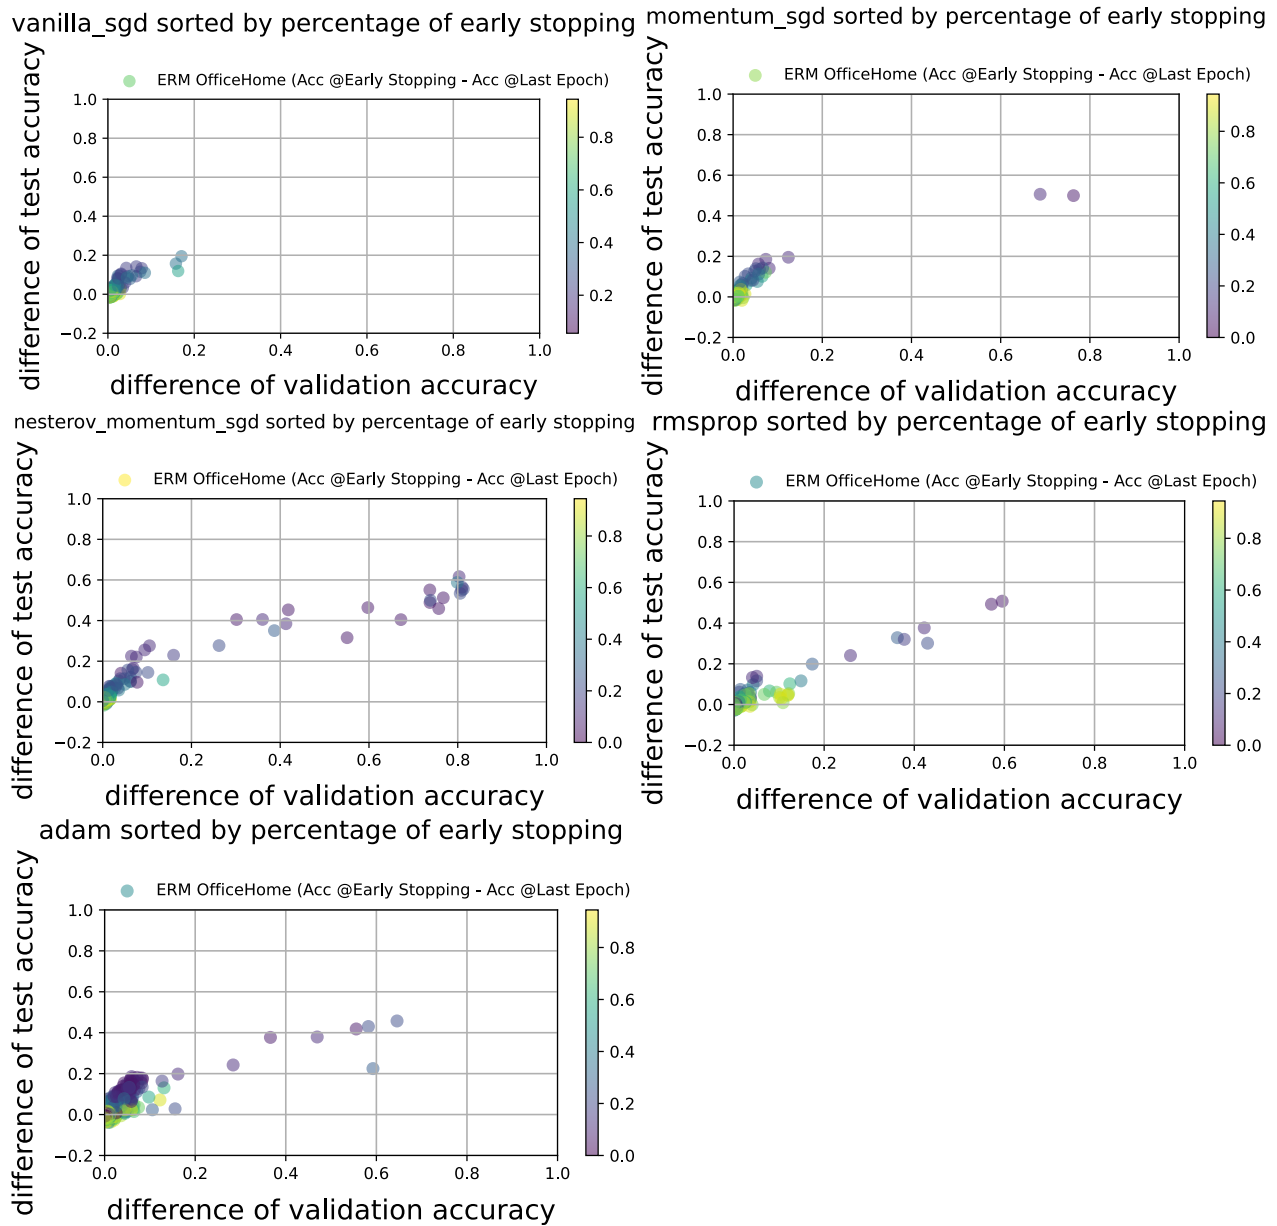 vanilla_sgd sorted by percentage of early stopping
ERM OfficeHome (Acc @Early Stopping - Acc @Last Epoch)
difference of test accuracy
1.0
0.8
0.6
0.4
0.2
0.0
−0.2
0.0 0.2 0.4 0.6 0.8 1.0
difference of validation accuracy
0.8
0.6
0.4
0.2
momentum_sgd sorted by percentage of early stopping
ERM OfficeHome (Acc @Early Stopping - Acc @Last Epoch)
difference of test accuracy
1.0
0.8
0.6
0.4
0.2
0.0
−0.2
0.0 0.2 0.4 0.6 0.8 1.0
difference of validation accuracy
0.8
0.6
0.4
0.2
0.0
nesterov_momentum_sgd sorted by percentage of early stopping
ERM OfficeHome (Acc @Early Stopping - Acc @Last Epoch)
difference of test accuracy
1.0
0.8
0.6
0.4
0.2
0.0
−0.2
0.0 0.2 0.4 0.6 0.8 1.0
difference of validation accuracy
0.8
0.6
0.4
0.2
0.0
rmsprop sorted by percentage of early stopping
ERM OfficeHome (Acc @Early Stopping - Acc @Last Epoch)
difference of test accuracy
1.0
0.8
0.6
0.4
0.2
0.0
−0.2
0.0 0.2 0.4 0.6 0.8 1.0
difference of validation accuracy
0.8
0.6
0.4
0.2
0.0
adam sorted by percentage of early stopping
ERM OfficeHome (Acc @Early Stopping - Acc @Last Epoch)
difference of test accuracy
1.0
0.8
0.6
0.4
0.2
0.0
−0.2
0.0 0.2 0.4 0.6 0.8 1.0
difference of validation accuracy
0.8
0.6
0.4
0.2
0.0